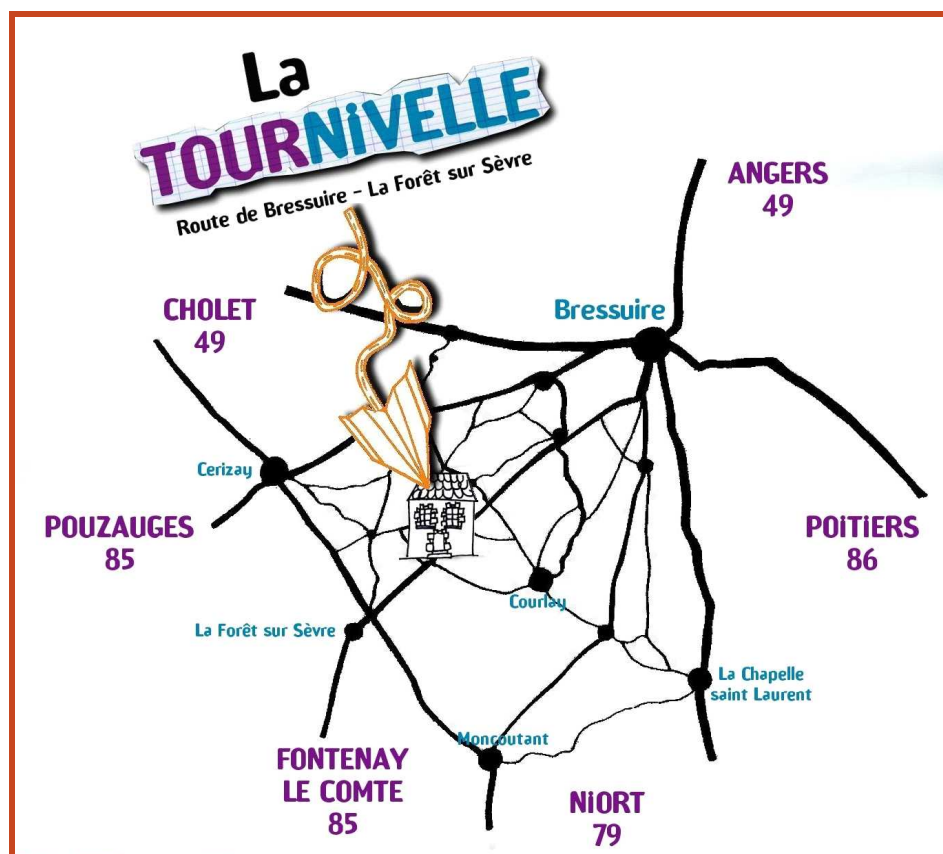 La
TOURNiVELLE
Route de Bressuire - La Forêt sur Sèvre
ANGERS
49
CHOLET
49
Bressuire
Cerizay
POUZAUGES
85
POiTiERS
86
Courlay
La Forêt sur Sèvre
La Chapelle
saint Laurent
Moncoutant
FONTENAY
LE COMTE
85
NiORT
79